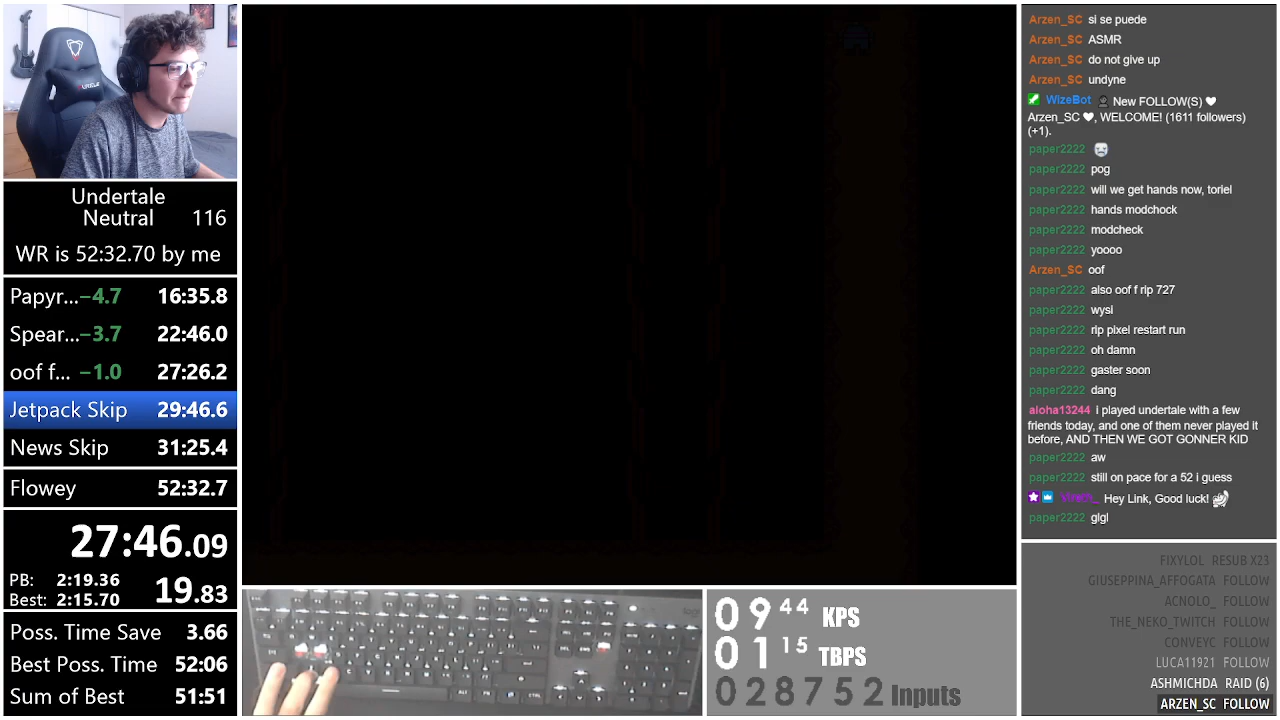 Undertale
Neutral 116
WR is 52:32.70 by me
Papyr... −4.7 16:35.8
Spear... −3.7 22:46.0
oof f... −1.0 27:26.2
Jetpack Skip 29:46.6
News Skip 31:25.4
Flowey 52:32.7
27:46.09
PB: 2:19.36
Best: 2:15.70
19.83
Poss. Time Save 3.66
Best Poss. Time 52:06
Sum of Best 51:51
09 44 KPS
01 15 TBPS
028752 Inputs
Arzen_SC si se puede
Arzen_SC ASMR
Arzen_SC do not give up
Arzen_SC undyne
WizeBot New FOLLOW(S)
Arzen_SC , WELCOME! (1611 followers)
(+1).
paper2222
paper2222 pog
paper2222 will we get hands now, toriel
paper2222 hands modchock
paper2222 modcheck
paper2222 yoooo
Arzen_SC oof
paper2222 also oof f rip 727
paper2222 wysi
paper2222 rip pixel restart run
paper2222 oh damn
paper2222 gaster soon
paper2222 dang
aloha13244 i played undertale with a few
friends today, and one of them never played it
before, AND THEN WE GOT GONNER KID
paper2222 aw
paper2222 still on pace for a 52 i guess
Hey Link, Good luck!
paper2222 glgl
FIXYLOL RESUB X23
GIUSEPPINA_AFFOGATA FOLLOW
ACNOLO_ FOLLOW
THE_NEKO_TWITCH FOLLOW
CONVEYC FOLLOW
LUCA11921 FOLLOW
ASHMICHDA RAID (6)
ARZEN_SC FOLLOW